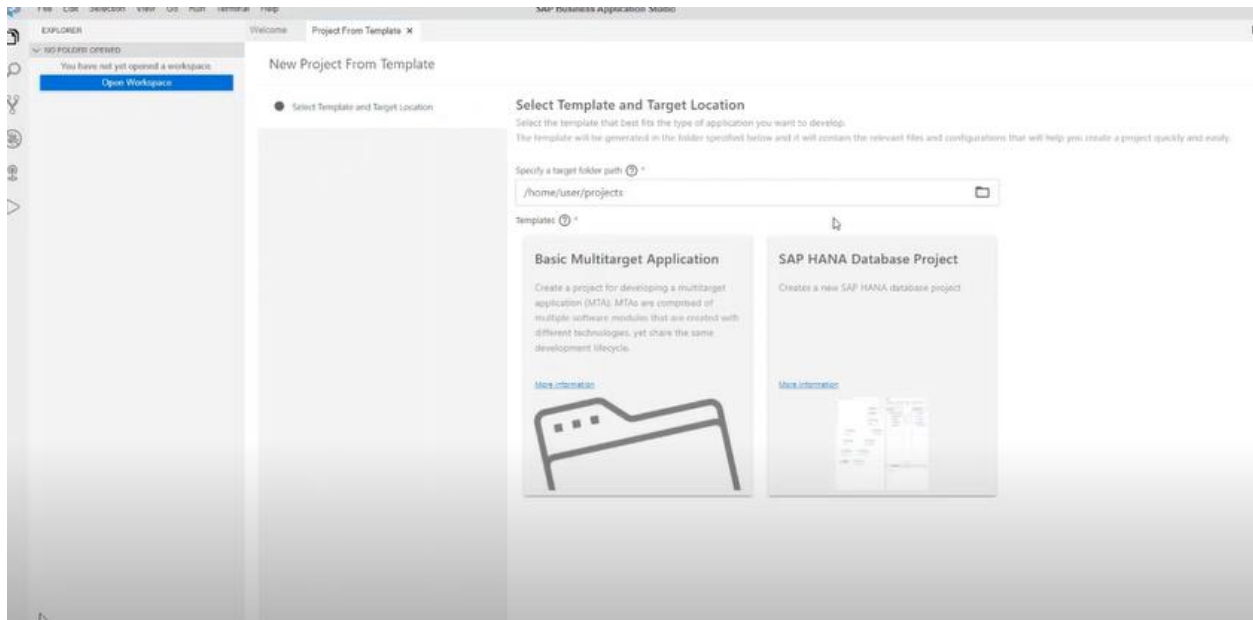 File Edit Selection View Go Run Terminal Help
SAP Business Application Studio
EXPLORER
NO FOLDER OPENED
You have not yet opened a workspace.
Open Workspace
Welcome
Project From Template
New Project From Template
Select Template and Target Location
Select Template and Target Location
Select the template that best fits the type of application you want to develop.
The template will be generated in the folder specified below and it will contain the relevant files and configurations that will help you create a project quickly and easily.
Specify a target folder path ? *
/home/user/projects
Templates ? *
Basic Multitarget Application
Create a project for developing a multitarget
application (MTA). MTAs are comprised of
multiple software modules that are created with
different technologies, yet share the same
development lifecycle.
More information
SAP HANA Database Project
Creates a new SAP HANA database project
More information